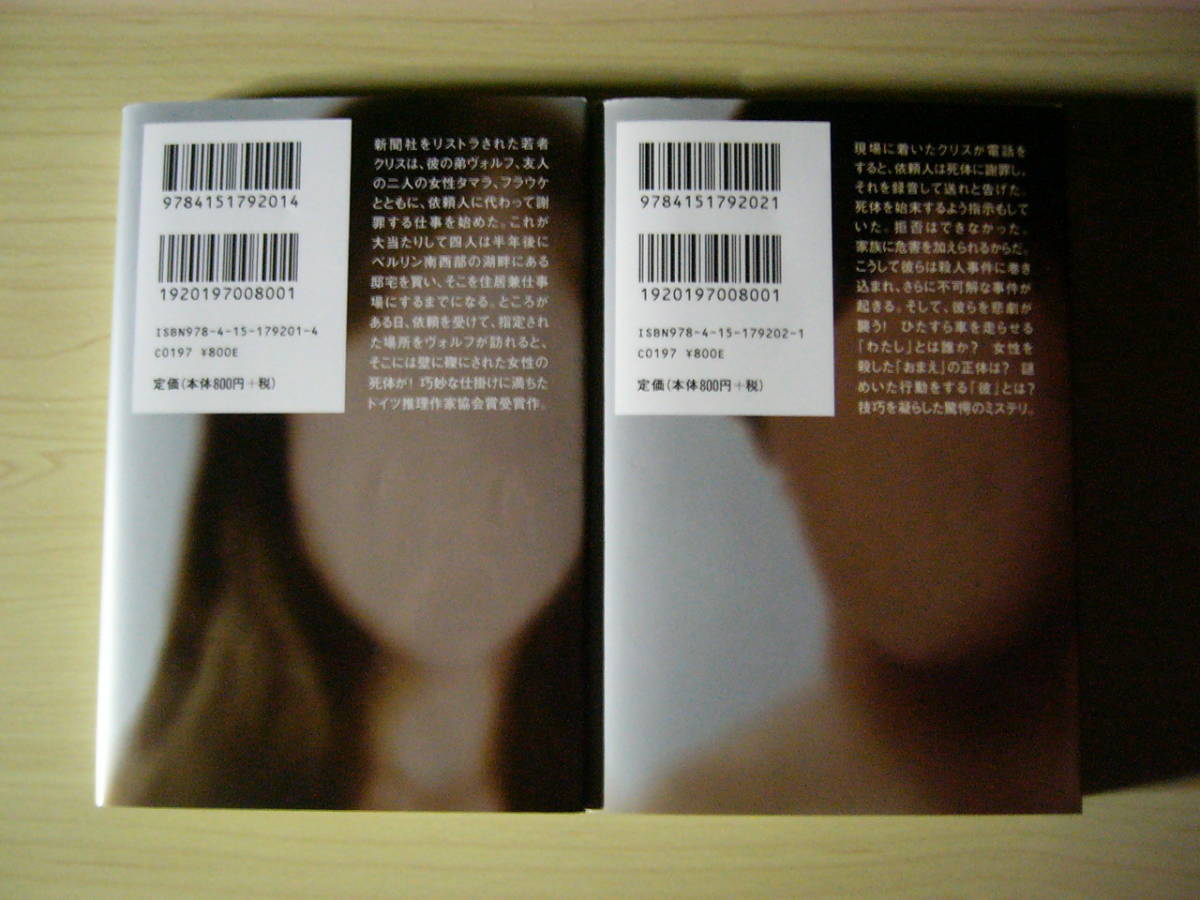 9784151792014
1920197008001
ISBN978-4-15-179201-4
C0197 ¥800E
定価(本体800円+税)
新聞社をリストラされた若者
クリスは、彼の弟ヴォルフ、友人
の二人の女性タマラ、フラウケ
とともに、依頼人に代わって謝
罪する仕事を始めた。これが
大当たりして四人は半年後に
ベルリン南西部の湖畔にある
邸宅を買い、そこを住居兼仕事
場にするまでになる。ところが
ある日、依頼を受けて、指定され
た場所をヴォルフが訪れると、
そこには壁に磔にされた女性の
死体が! 巧妙な仕掛けに満ちた
ドイツ推理作家協会賞受賞作。
9784151792021
1920197008001
ISBN978-4-15-179202-1
C0197 ¥800E
定価(本体800円+税)
現場に着いたクリスが電話を
すると、依頼人は死体に謝罪し、
それを録音して送れと告げた。
死体を始末するよう指示もして
いた。拒否はできなかった。
家族に危害を加えられるからだ。
こうして彼らは殺人事件に巻き
込まれ、さらに不可解な事件が
起きる。そして、彼らを悲劇が
襲う! ひたすら車を走らせる
「わたし」とは誰か? 女性を
殺した「おまえ」の正体は? 謎
めいた行動をする「彼」とは?
技巧を凝らした驚愕のミステリ。